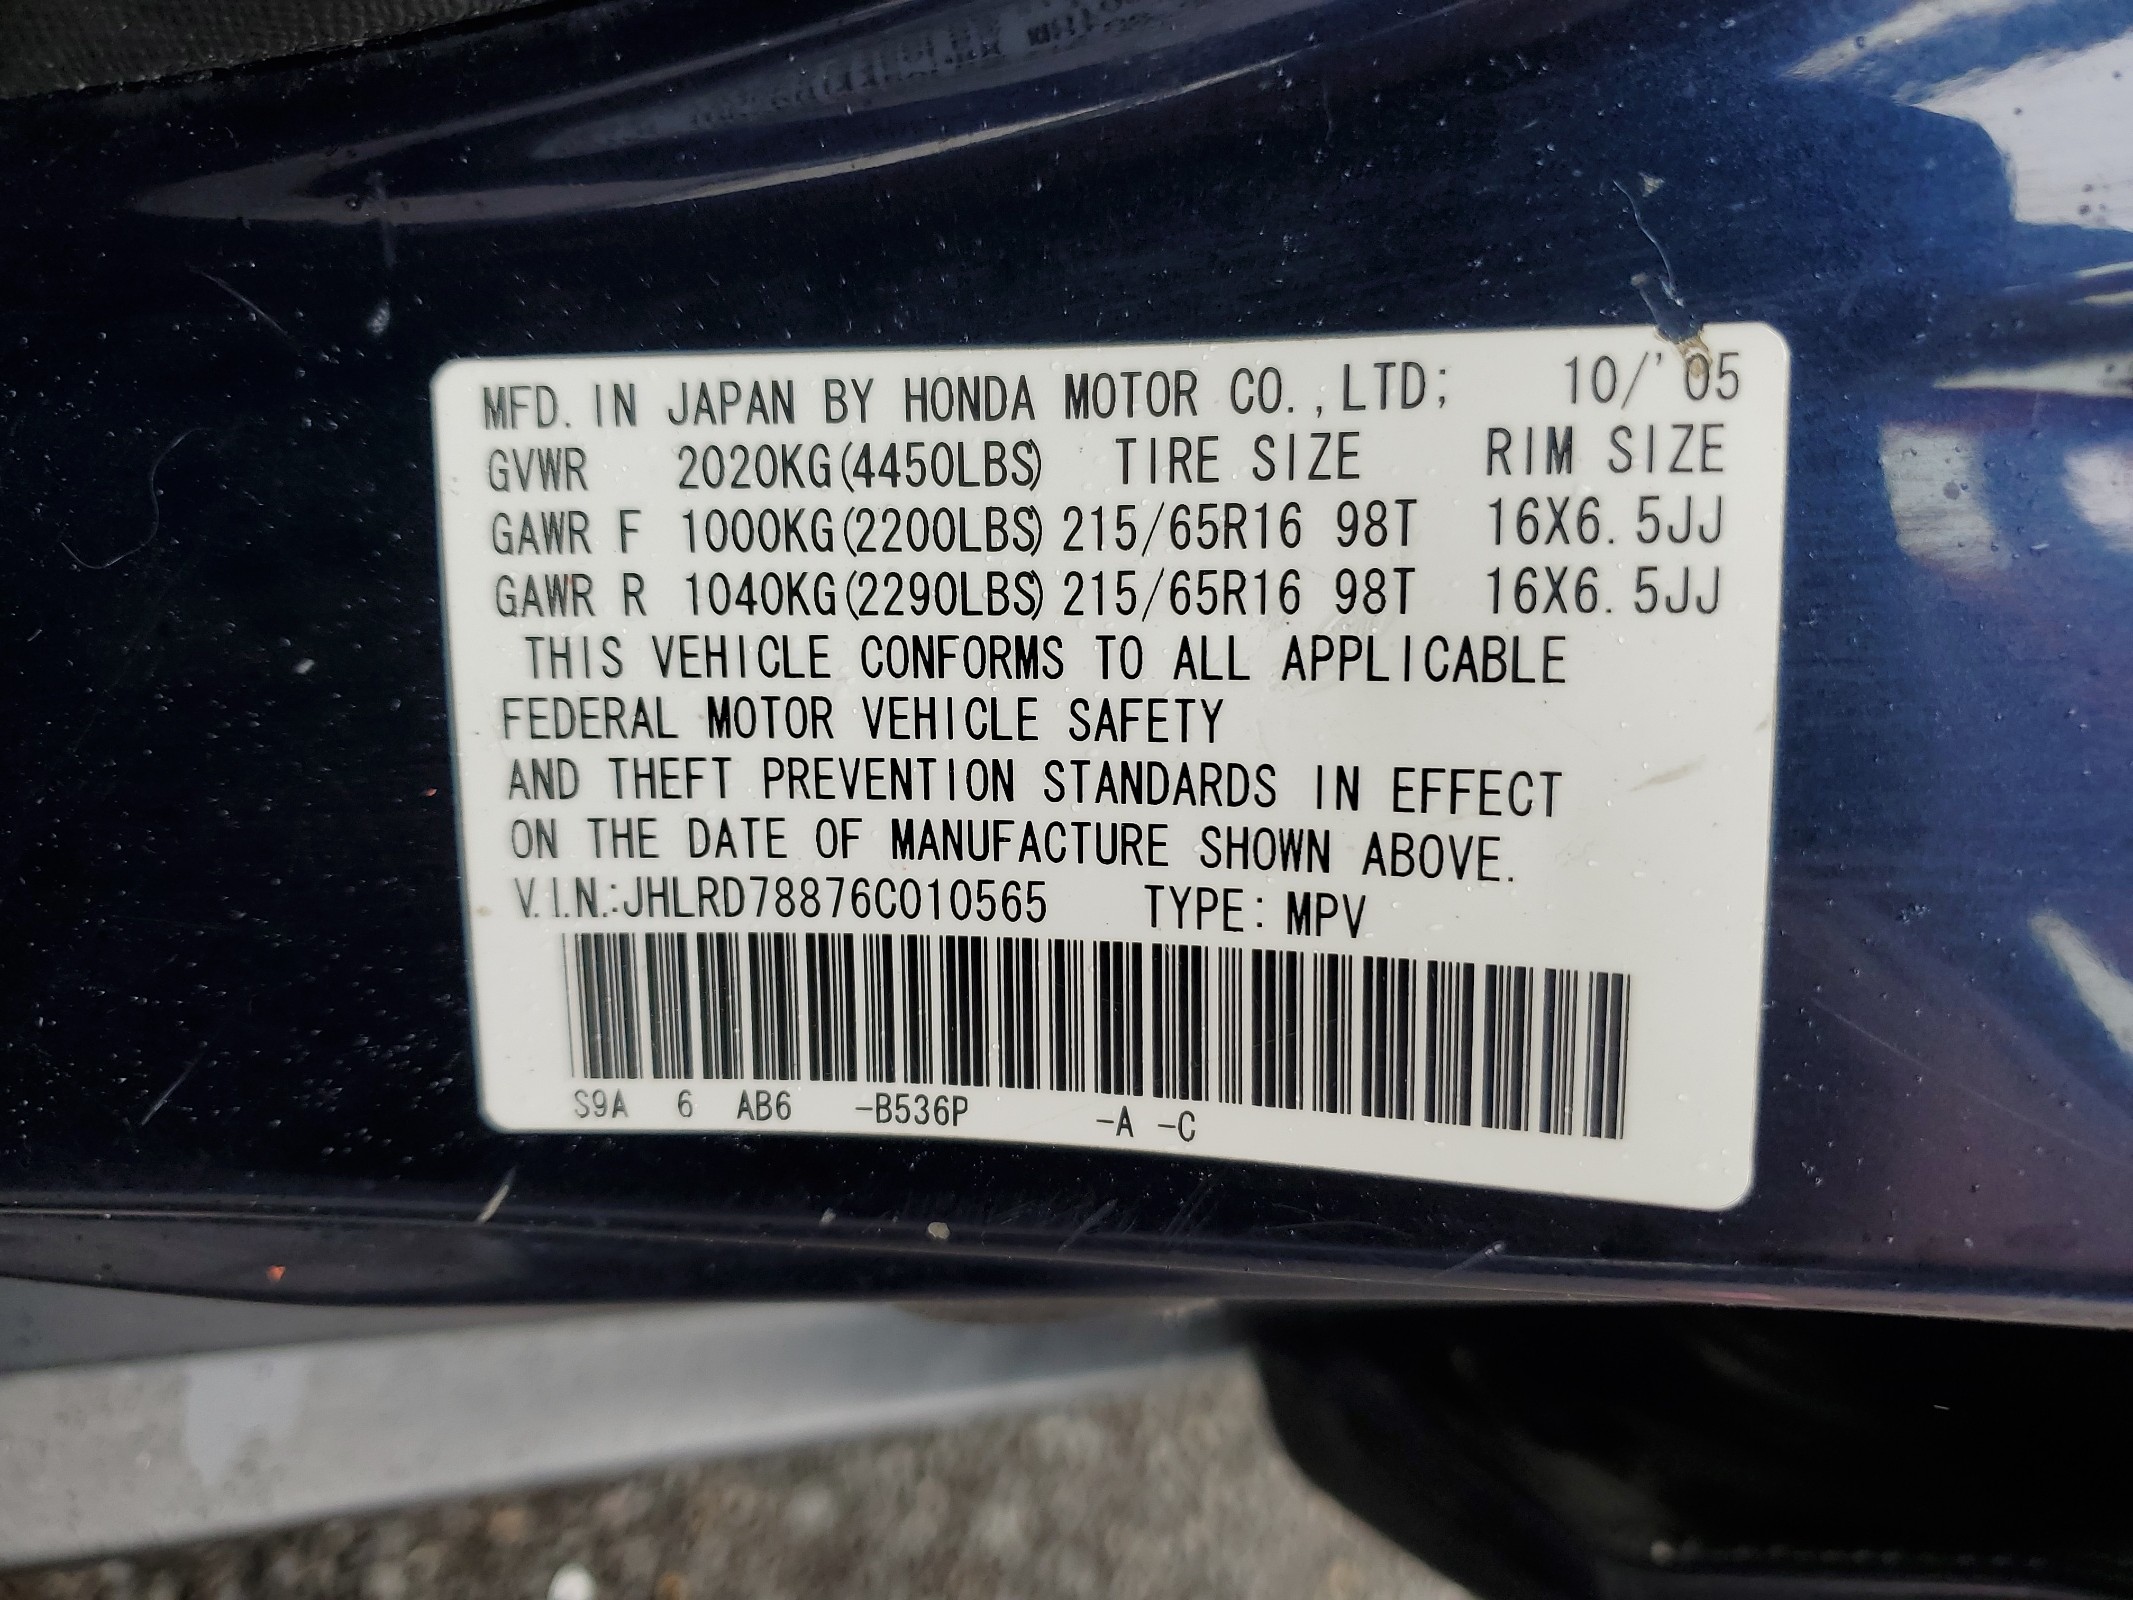 MFD. IN JAPAN BY HONDA MOTOR CO.,LTD; 10/'05
GVWR 2020KG(4450LBS) TIRE SIZE RIM SIZE
GAWR F 1000KG(2200LBS) 215/65R16 98T 16X6.5JJ
GAWR R 1040KG(2290LBS) 215/65R16 98T 16X6.5JJ
THIS VEHICLE CONFORMS TO ALL APPLICABLE
FEDERAL MOTOR VEHICLE SAFETY
AND THEFT PREVENTION STANDARDS IN EFFECT
ON THE DATE OF MANUFACTURE SHOWN ABOVE.
V.I.N.:JHLRD78876C010565 TYPE: MPV
S9A 6 AB6 -B536P -A -C